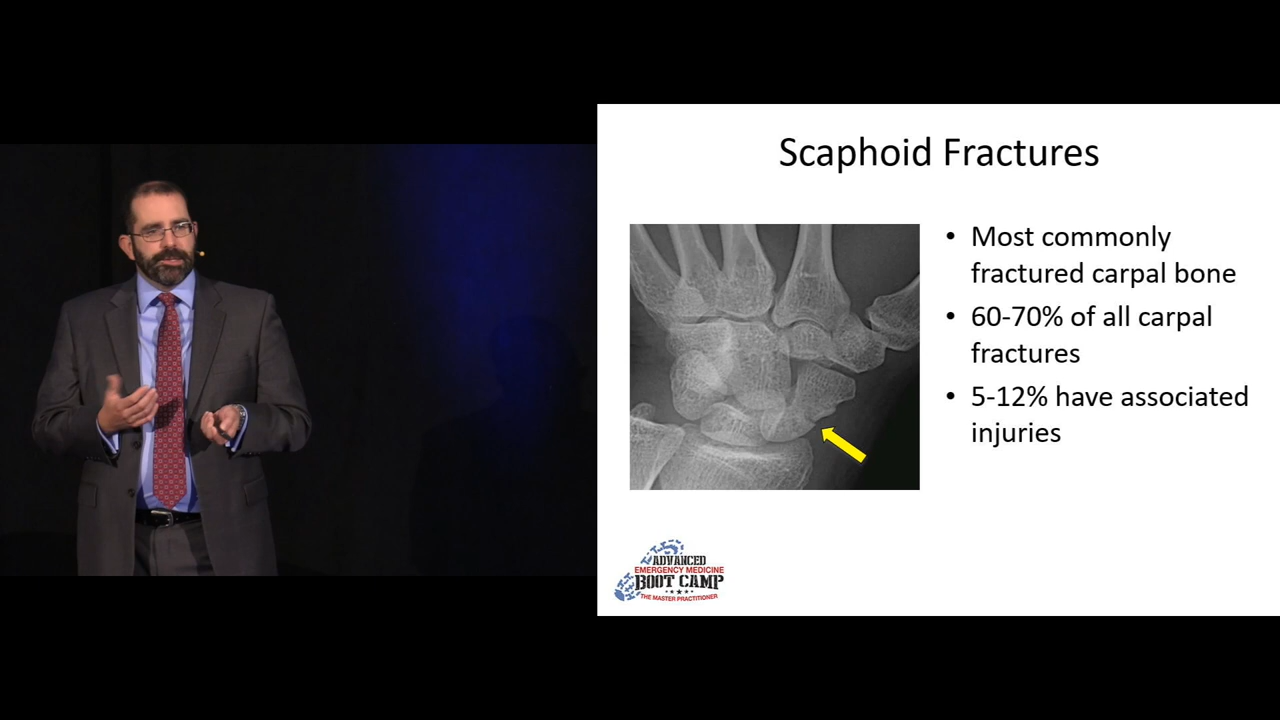 Scaphoid Fractures
• Most commonly
fractured carpal bone
• 60-70% of all carpal
fractures
• 5-12% have associated
injuries
ADVANCED
EMERGENCY MEDICINE
BOOT CAMP
THE MASTER PRACTITIONER